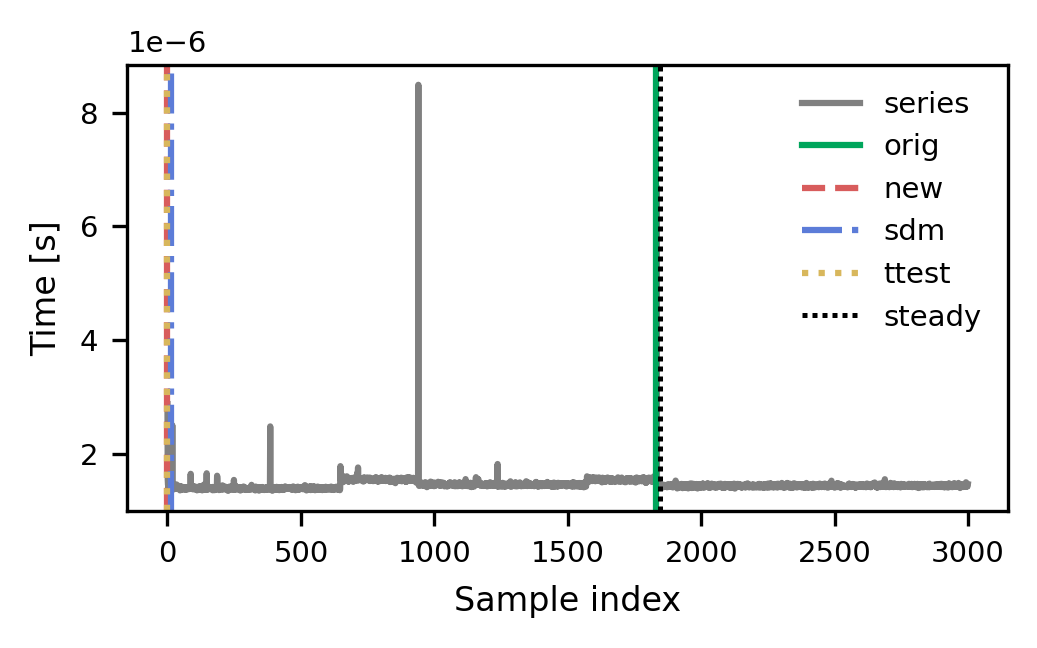 1e−6
8
6
4
2
Time [s]
series
orig
new
sdm
ttest
steady
0 500 1000 1500 2000 2500 3000
Sample index